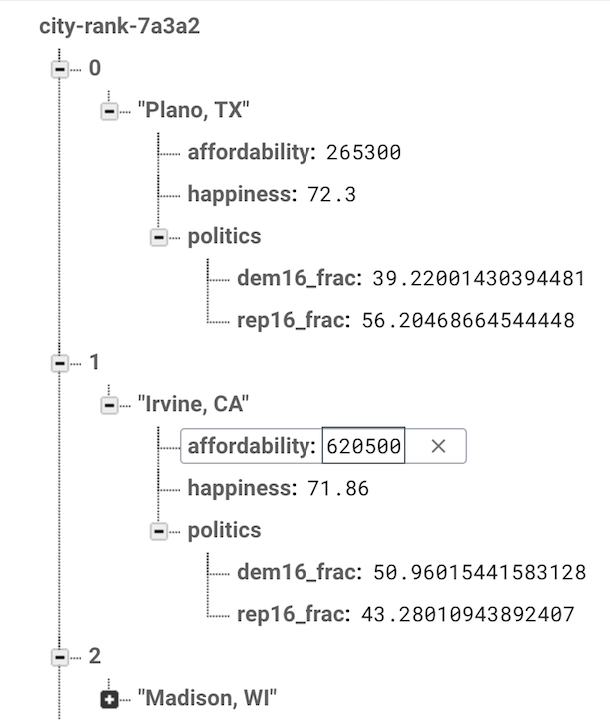 city-rank-7a3a2
0
"Plano, TX"
affordability: 265300
happiness: 72.3
politics
dem16_frac: 39.22001430394481
rep16_frac: 56.20468664544448
1
"Irvine, CA"
affordability: 620500 ×
happiness: 71.86
politics
dem16_frac: 50.96015441583128
rep16_frac: 43.28010943892407
2
"Madison, WI"